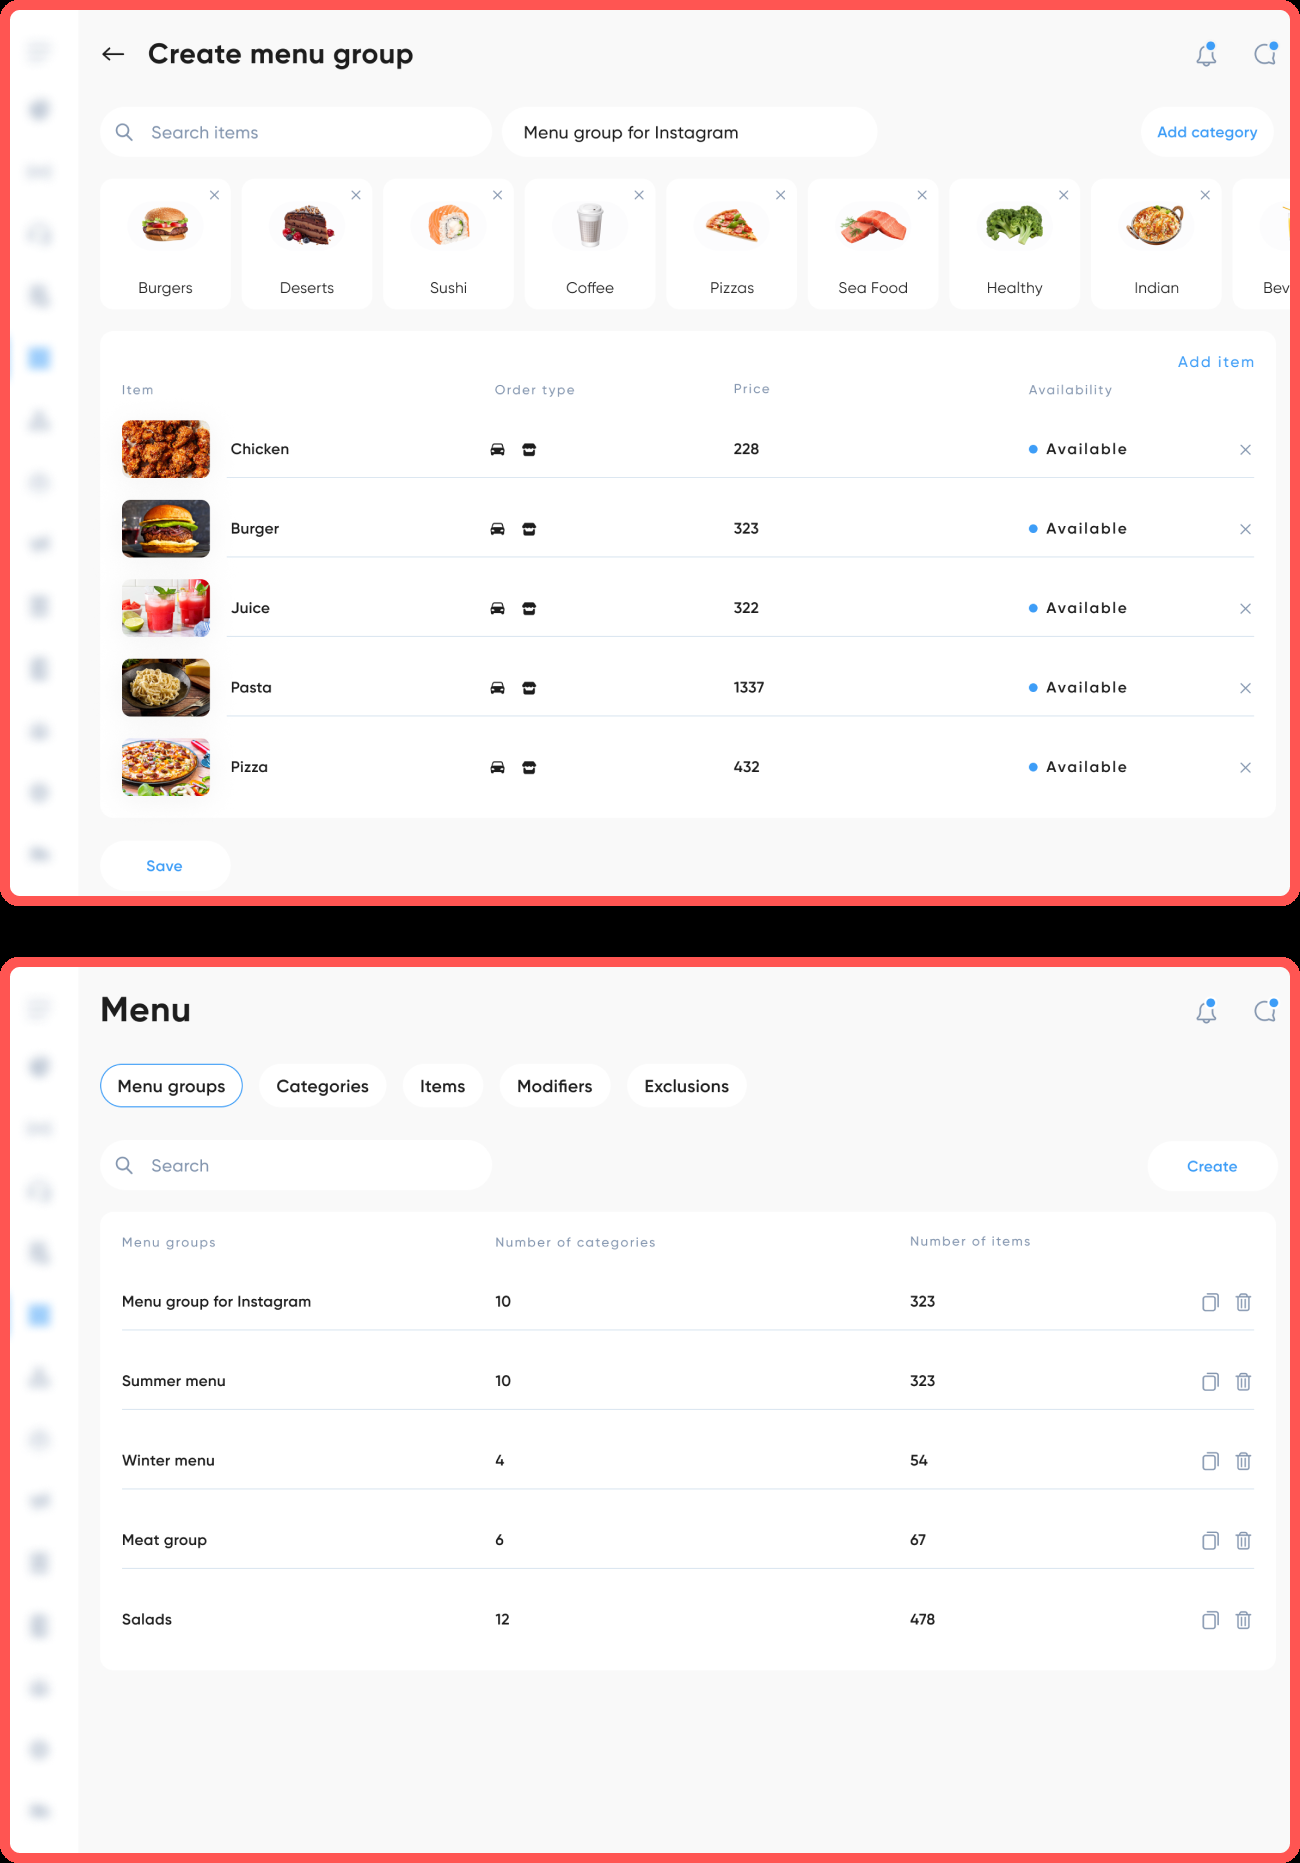 Create menu group
Search items
Menu group for Instagram
Add category
Burgers
Deserts
Sushi
Coffee
Pizzas
Sea Food
Healthy
Indian
Bev
Add item
Item Order type Price Availability
Chicken 228 Available
Burger 323 Available
Juice 322 Available
Pasta 1337 Available
Pizza 432 Available
Save
Menu
Menu groups Categories Items Modifiers Exclusions
Search
Create
Menu groups Number of categories Number of items
Menu group for Instagram 10 323
Summer menu 10 323
Winter menu 4 54
Meat group 6 67
Salads 12 478